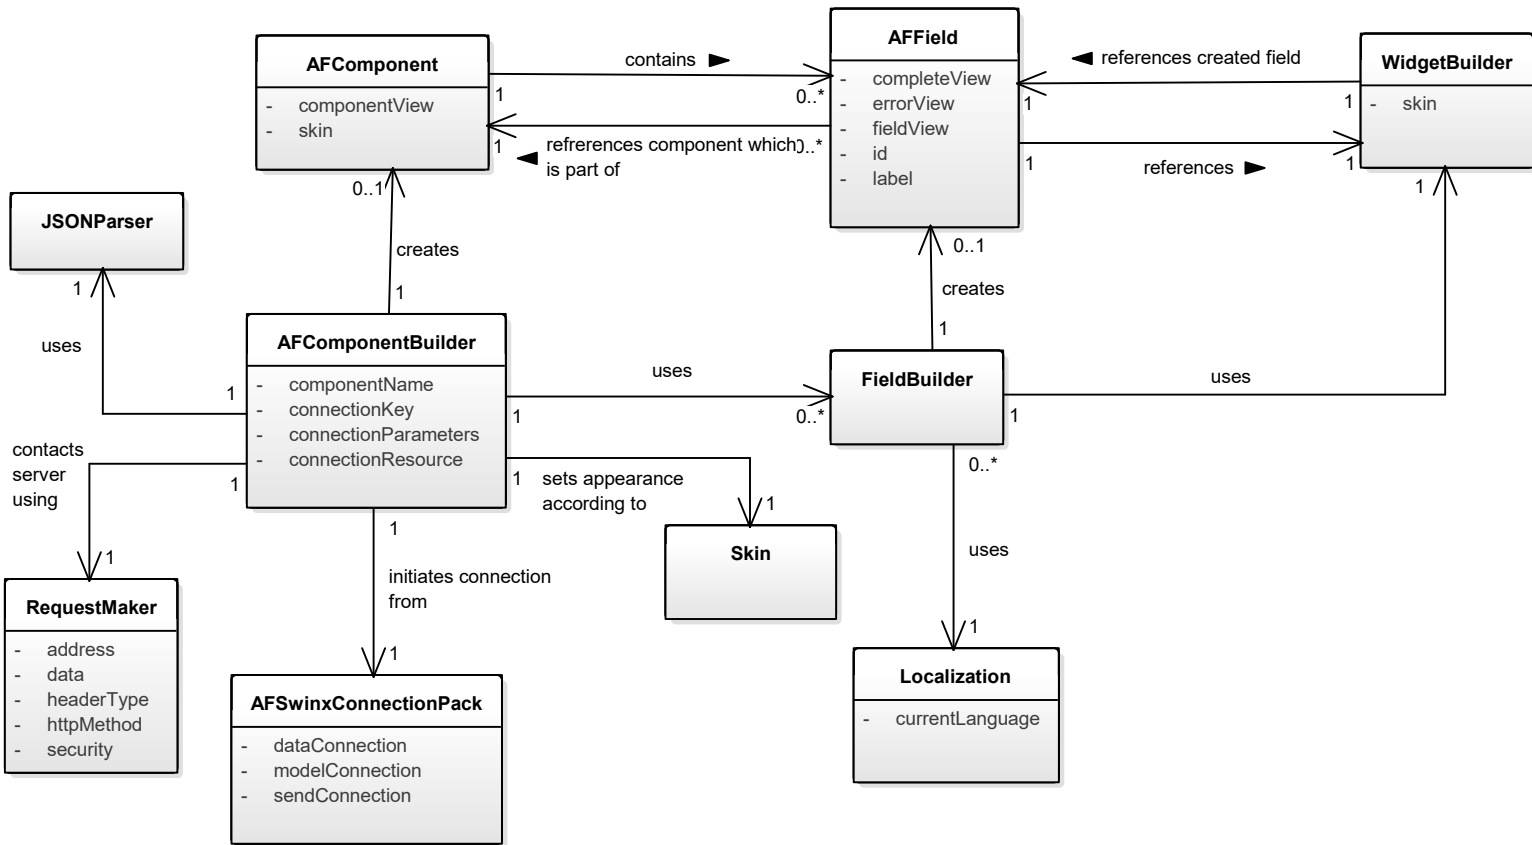 AFComponent
- componentView
- skin
contains ►
1
0..*
AFField
- completeView
- errorView
- fieldView
- id
- label
◄ references created field
1
1
WidgetBuilder
- skin
1
◄ refrerences component which
is part of
0..*
1
references ►
1
0..1
creates
1
JSONParser
1
uses
1
AFComponentBuilder
- componentName
- connectionKey
- connectionParameters
- connectionResource
uses
1
0..*
0..1
creates
1
FieldBuilder
1
uses
1
contacts
server
using
1
1
RequestMaker
- address
- data
- headerType
- httpMethod
- security
1
initiates connection
from
1
AFSwinxConnectionPack
- dataConnection
- modelConnection
- sendConnection
1
sets appearance
according to
1
Skin
0..*
uses
1
Localization
- currentLanguage